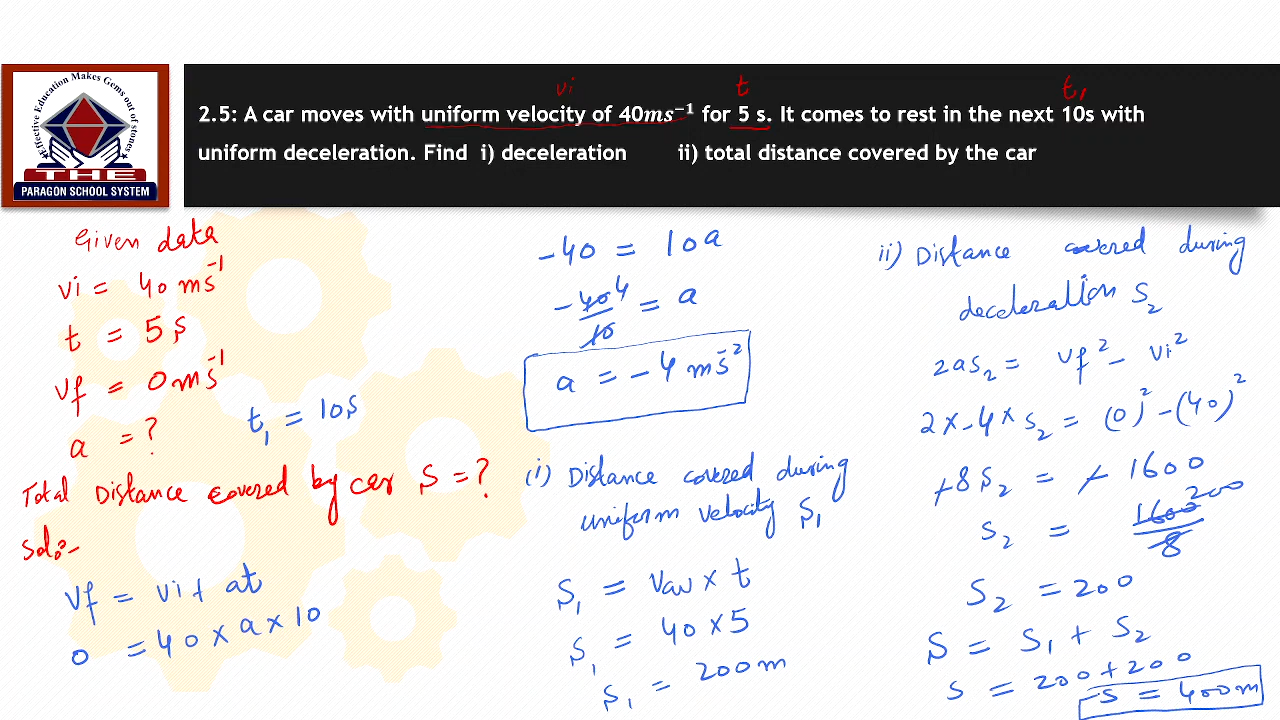 Effective Education Makes Gems out of stones
THE
PARAGON SCHOOL SYSTEM
vi t t₁
2.5: A car moves with uniform velocity of 40ms⁻¹ for 5 s. It comes to rest in the next 10s with
uniform deceleration. Find i) deceleration ii) total distance covered by the car
Given data
vi = 40 ms⁻¹
t = 5 s
vf = 0 ms⁻¹
a = ?
t₁ = 10s
Total Distance covered by car S = ?
Sol:-
vf = vi + at
0 = 40 × a × 10
-40 = 10a
-40/10 4 = a
a = -4 ms⁻²
(i) Distance covered during
uniform velocity S₁
S₁ = Vav × t
S₁ = 40 × 5
S₁ = 200 m
ii) Distance covered during
deceleration S₂
2aS₂ = vf² - vi²
2 × -4 × S₂ = (0)² - (40)²
-8S₂ = -1600
S₂ = 1600/8 200
S₂ = 200
S = S₁ + S₂
S = 200 + 200
S = 400m